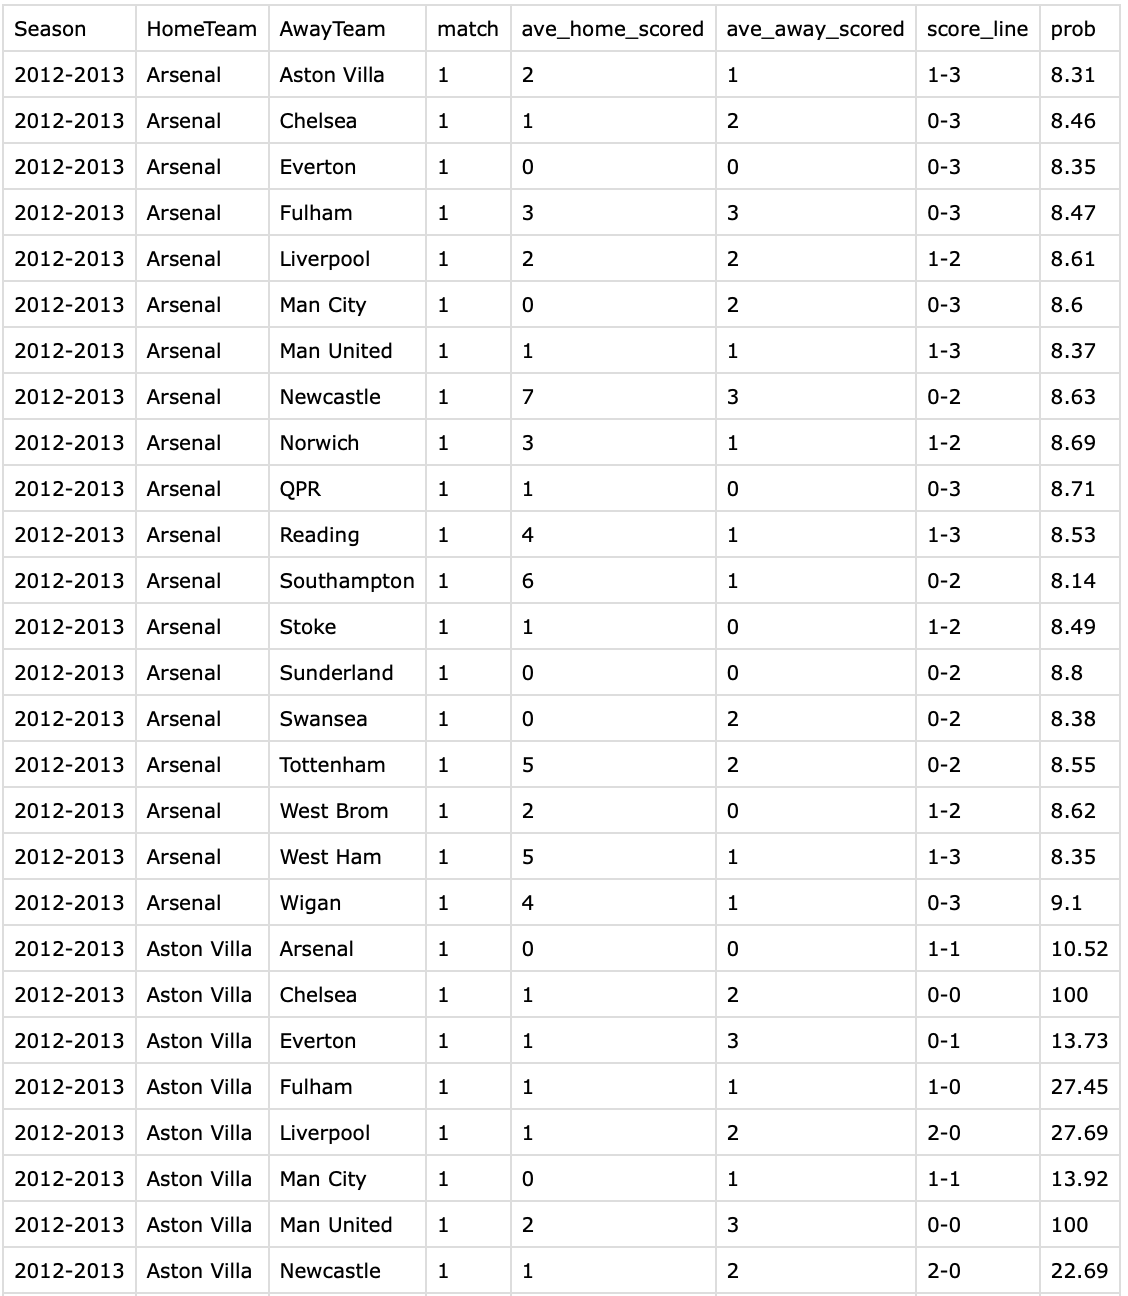 Season HomeTeam AwayTeam match ave_home_scored ave_away_scored score_line prob
2012-2013 Arsenal Aston Villa 1 2 1 1-3 8.31
2012-2013 Arsenal Chelsea 1 1 2 0-3 8.46
2012-2013 Arsenal Everton 1 0 0 0-3 8.35
2012-2013 Arsenal Fulham 1 3 3 0-3 8.47
2012-2013 Arsenal Liverpool 1 2 2 1-2 8.61
2012-2013 Arsenal Man City 1 0 2 0-3 8.6
2012-2013 Arsenal Man United 1 1 1 1-3 8.37
2012-2013 Arsenal Newcastle 1 7 3 0-2 8.63
2012-2013 Arsenal Norwich 1 3 1 1-2 8.69
2012-2013 Arsenal QPR 1 1 0 0-3 8.71
2012-2013 Arsenal Reading 1 4 1 1-3 8.53
2012-2013 Arsenal Southampton 1 6 1 0-2 8.14
2012-2013 Arsenal Stoke 1 1 0 1-2 8.49
2012-2013 Arsenal Sunderland 1 0 0 0-2 8.8
2012-2013 Arsenal Swansea 1 0 2 0-2 8.38
2012-2013 Arsenal Tottenham 1 5 2 0-2 8.55
2012-2013 Arsenal West Brom 1 2 0 1-2 8.62
2012-2013 Arsenal West Ham 1 5 1 1-3 8.35
2012-2013 Arsenal Wigan 1 4 1 0-3 9.1
2012-2013 Aston Villa Arsenal 1 0 0 1-1 10.52
2012-2013 Aston Villa Chelsea 1 1 2 0-0 100
2012-2013 Aston Villa Everton 1 1 3 0-1 13.73
2012-2013 Aston Villa Fulham 1 1 1 1-0 27.45
2012-2013 Aston Villa Liverpool 1 1 2 2-0 27.69
2012-2013 Aston Villa Man City 1 0 1 1-1 13.92
2012-2013 Aston Villa Man United 1 2 3 0-0 100
2012-2013 Aston Villa Newcastle 1 1 2 2-0 22.69